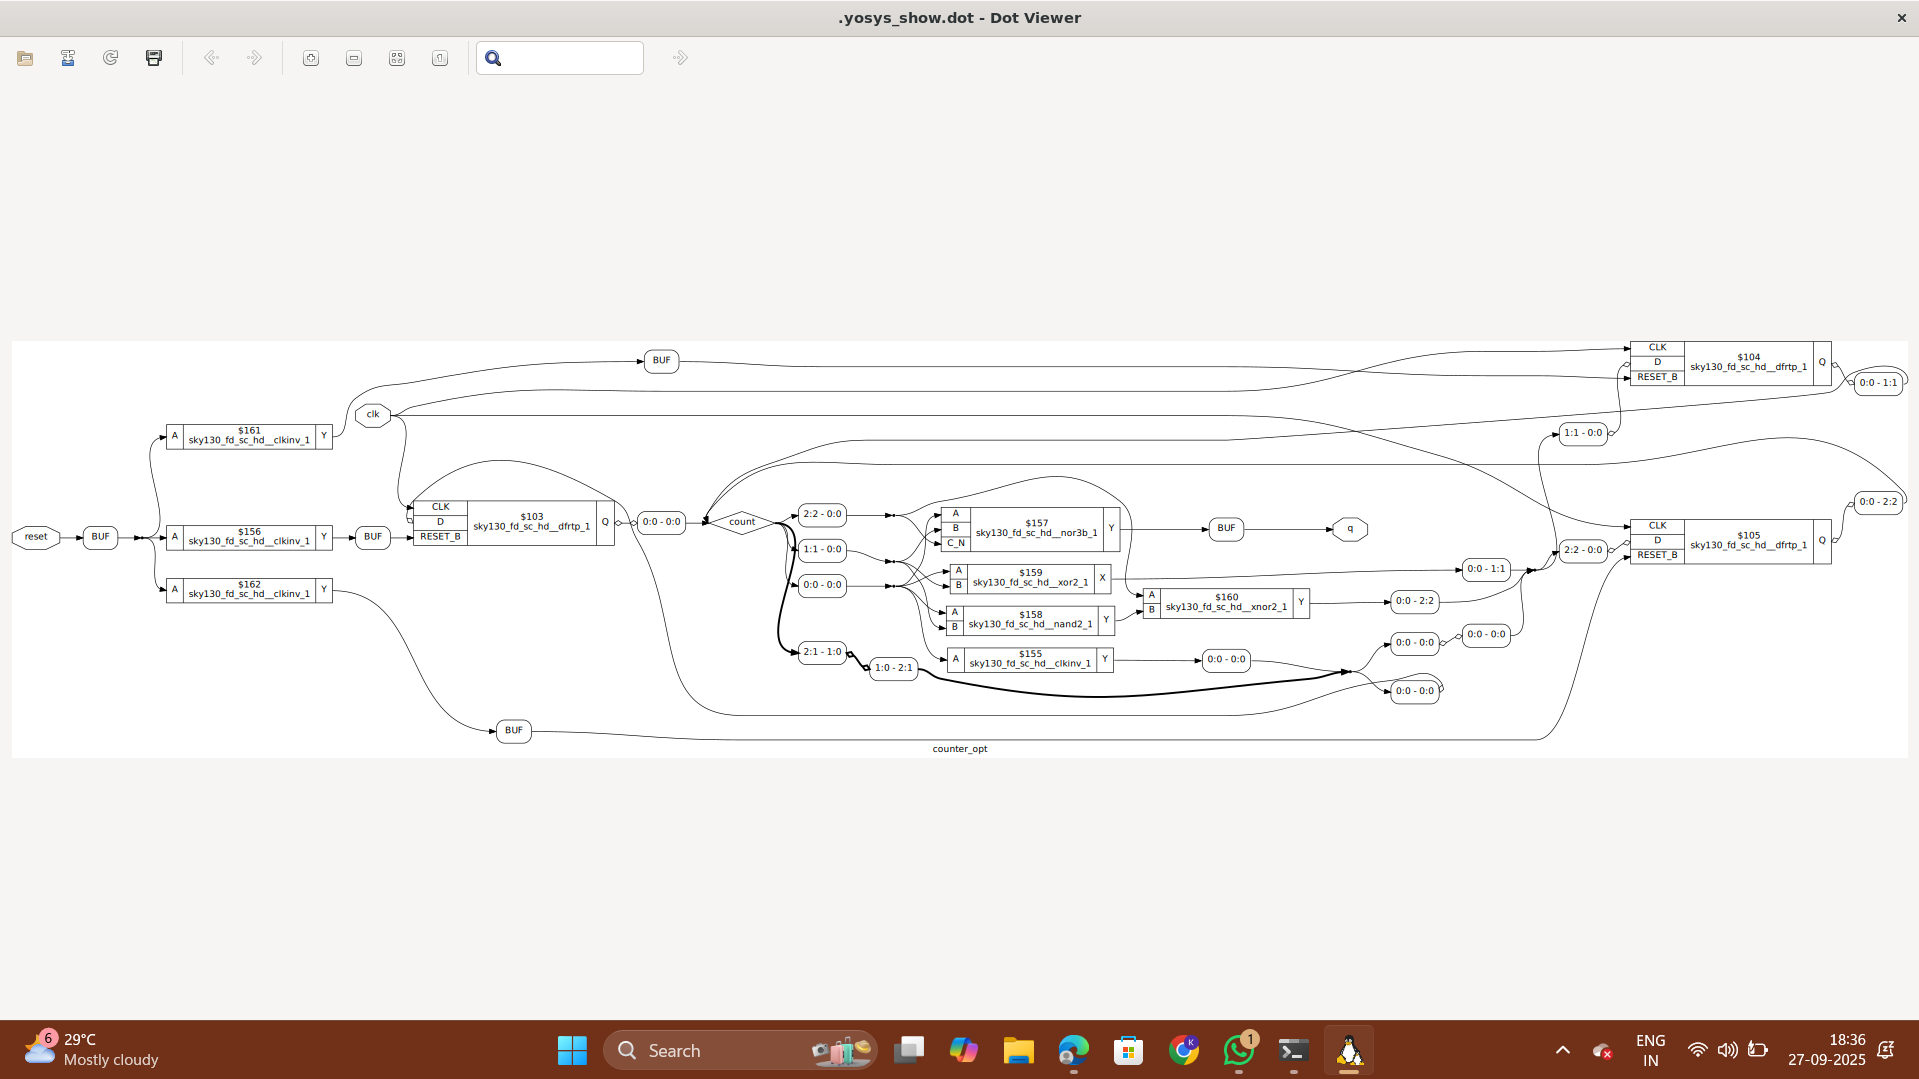 .yosys_show.dot - Dot Viewer
BUF
CLK
D
RESET_B
$104
sky130_fd_sc_hd__dfrtp_1
Q
0:0 - 1:1
clk
$161
A
sky130_fd_sc_hd__clkinv_1
Y
1:1 - 0:0
CLK
D
RESET_B
$103
sky130_fd_sc_hd__dfrtp_1
Q
0:0 - 0:0
count
2:2 - 0:0
1:1 - 0:0
0:0 - 0:0
A
B
C_N
$157
sky130_fd_sc_hd__nor3b_1
Y
BUF
q
0:0 - 2:2
CLK
D
RESET_B
$105
sky130_fd_sc_hd__dfrtp_1
Q
reset
BUF
A
$156
sky130_fd_sc_hd__clkinv_1
Y
BUF
2:2 - 0:0
A
B
$159
sky130_fd_sc_hd__xor2_1
X
0:0 - 1:1
A
$162
sky130_fd_sc_hd__clkinv_1
Y
A
B
$160
sky130_fd_sc_hd__xnor2_1
Y
0:0 - 2:2
A
B
$158
sky130_fd_sc_hd__nand2_1
Y
0:0 - 0:0
0:0 - 0:0
2:1 - 1:0
1:0 - 2:1
A
$155
sky130_fd_sc_hd__clkinv_1
Y
0:0 - 0:0
0:0 - 0:0
BUF
counter_opt
6
29°C
Mostly cloudy
Search
K
1
ENG
IN
18:36
27-09-2025